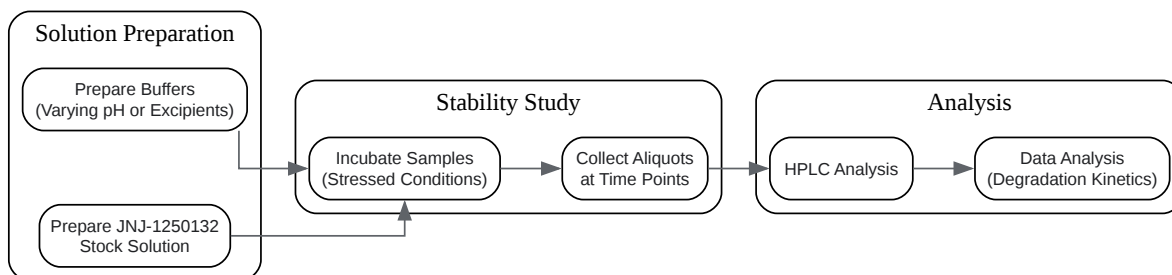 Solution Preparation
Prepare Buffers
(Varying pH or Excipients)
Prepare JNJ-1250132
Stock Solution
Stability Study
Incubate Samples
(Stressed Conditions)
Collect Aliquots
at Time Points
Analysis
HPLC Analysis
Data Analysis
(Degradation Kinetics)